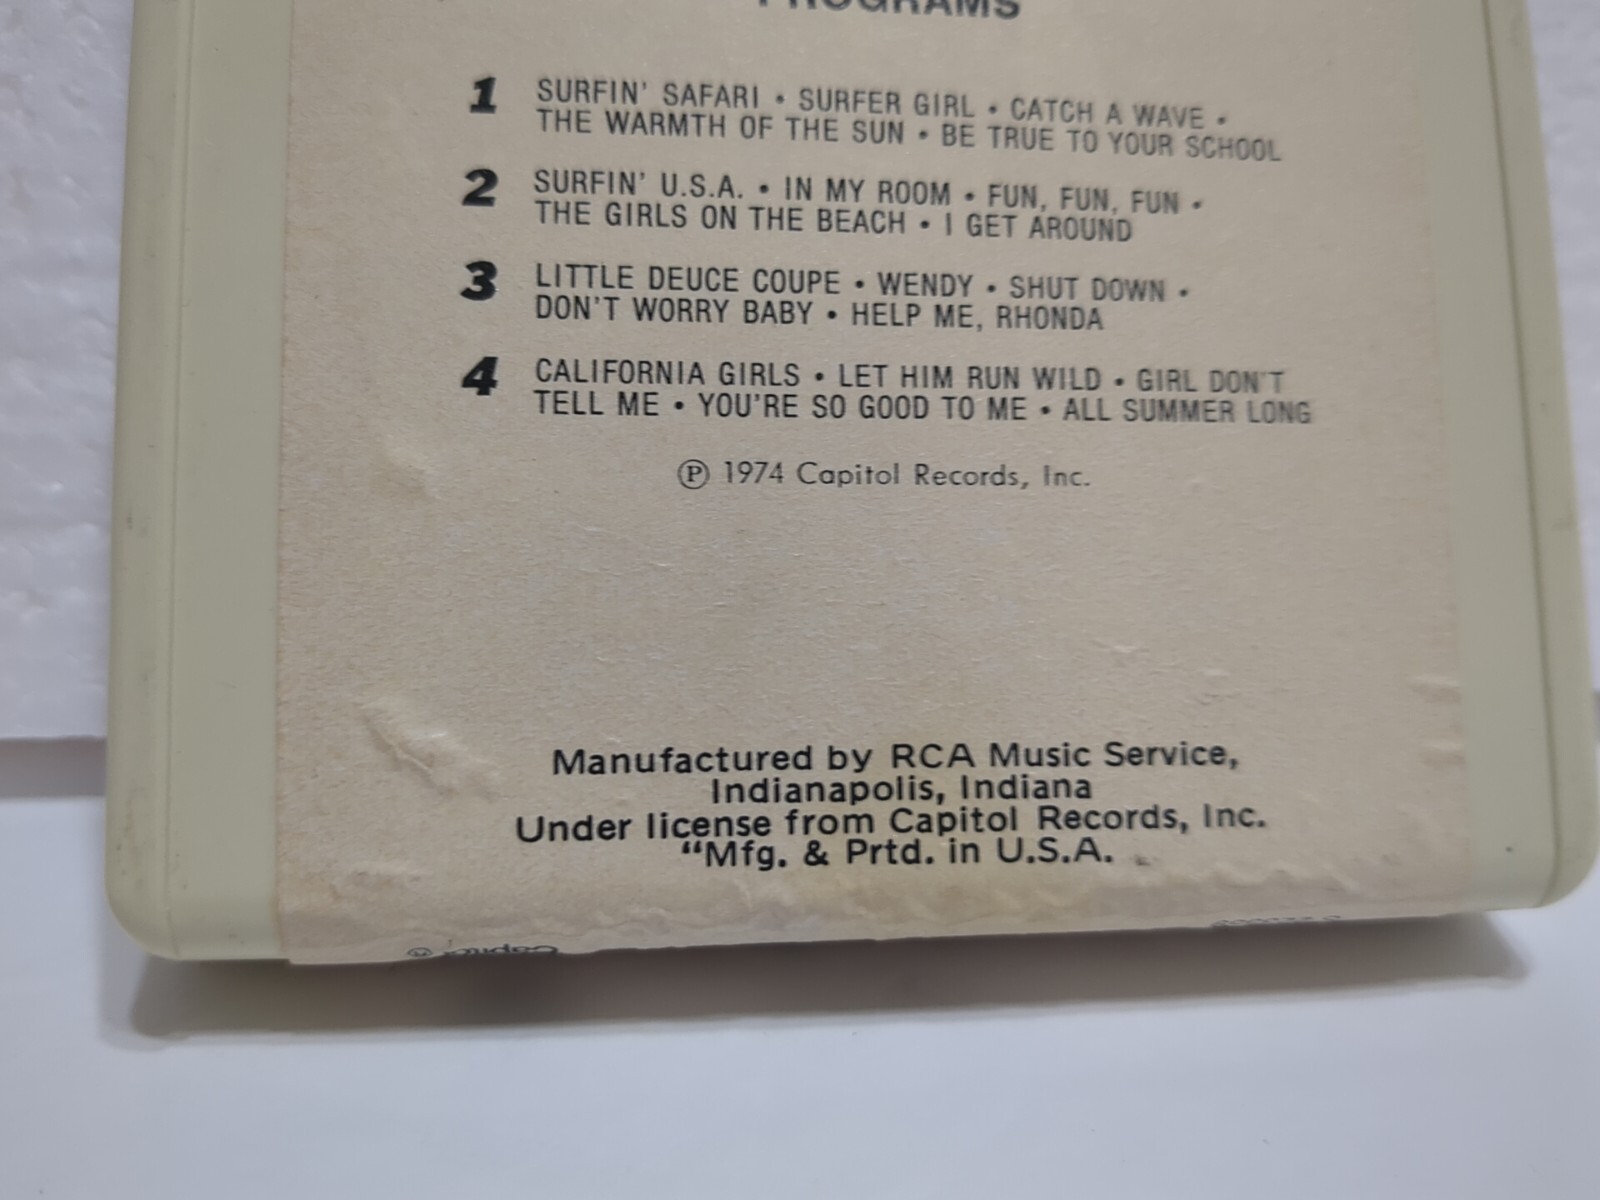 PROGRAMS
1 SURFIN' SAFARI • SURFER GIRL • CATCH A WAVE •
THE WARMTH OF THE SUN • BE TRUE TO YOUR SCHOOL
2 SURFIN' U.S.A. • IN MY ROOM • FUN, FUN, FUN •
THE GIRLS ON THE BEACH • I GET AROUND
3 LITTLE DEUCE COUPE • WENDY • SHUT DOWN •
DON'T WORRY BABY • HELP ME, RHONDA
4 CALIFORNIA GIRLS • LET HIM RUN WILD • GIRL DON'T
TELL ME • YOU'RE SO GOOD TO ME • ALL SUMMER LONG
℗ 1974 Capitol Records, Inc.
Manufactured by RCA Music Service,
Indianapolis, Indiana
Under license from Capitol Records, Inc.
"Mfg. & Prtd. in U.S.A.
Capitol ®